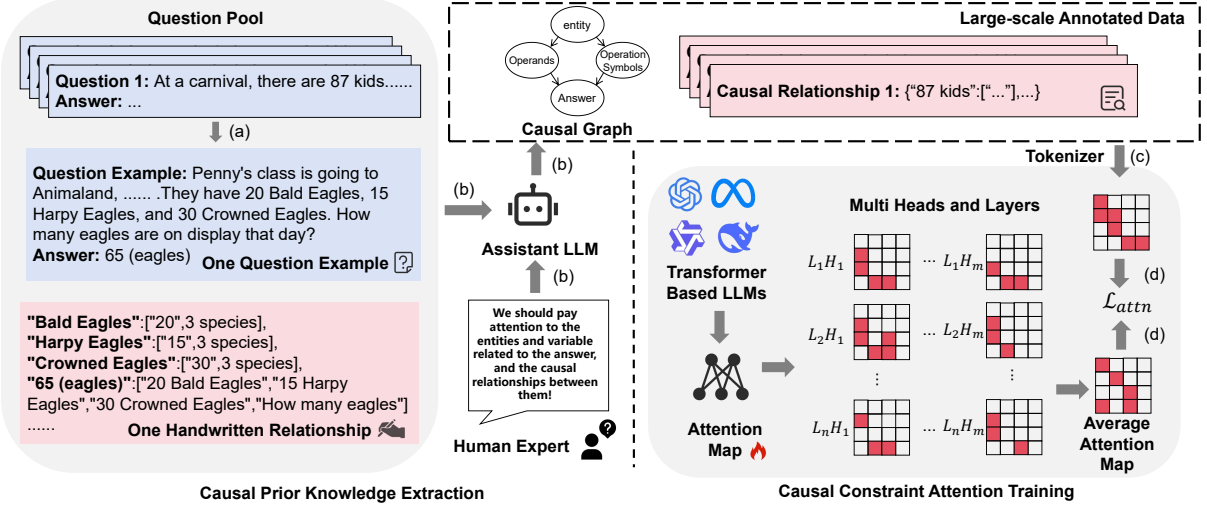 Question Pool
Question 1: At a carnival, there are 87 kids......
Answer: ...
(a)
Question Example: Penny's class is going to
Animaland, ...... .They have 20 Bald Eagles, 15
Harpy Eagles, and 30 Crowned Eagles. How
many eagles are on display that day?
Answer: 65 (eagles)
One Question Example
"Bald Eagles":["20",3 species],
"Harpy Eagles":["15",3 species],
"Crowned Eagles":["30",3 species],
"65 (eagles)":["20 Bald Eagles","15 Harpy
Eagles","30 Crowned Eagles","How many eagles"]
......
One Handwritten Relationship
Causal Prior Knowledge Extraction
(b)
Assistant LLM
(b)
(b)
We should pay
attention to the
entities and variable
related to the answer,
and the causal
relationships between
them!
Human Expert
entity
Operands
Operation
Symbols
Answer
Causal Graph
Large-scale Annotated Data
Causal Relationship 1: {“87 kids”:[“...”],...}
Tokenizer
(c)
Transformer
Based LLMs
Attention
Map
Multi Heads and Layers
L₁H₁ ... L₁Hₘ
L₂H₁ ... L₂Hₘ
⋮ ⋮
LₙH₁ ... LₙHₘ
(d)
ℒattn
(d)
Average
Attention
Map
Causal Constraint Attention Training